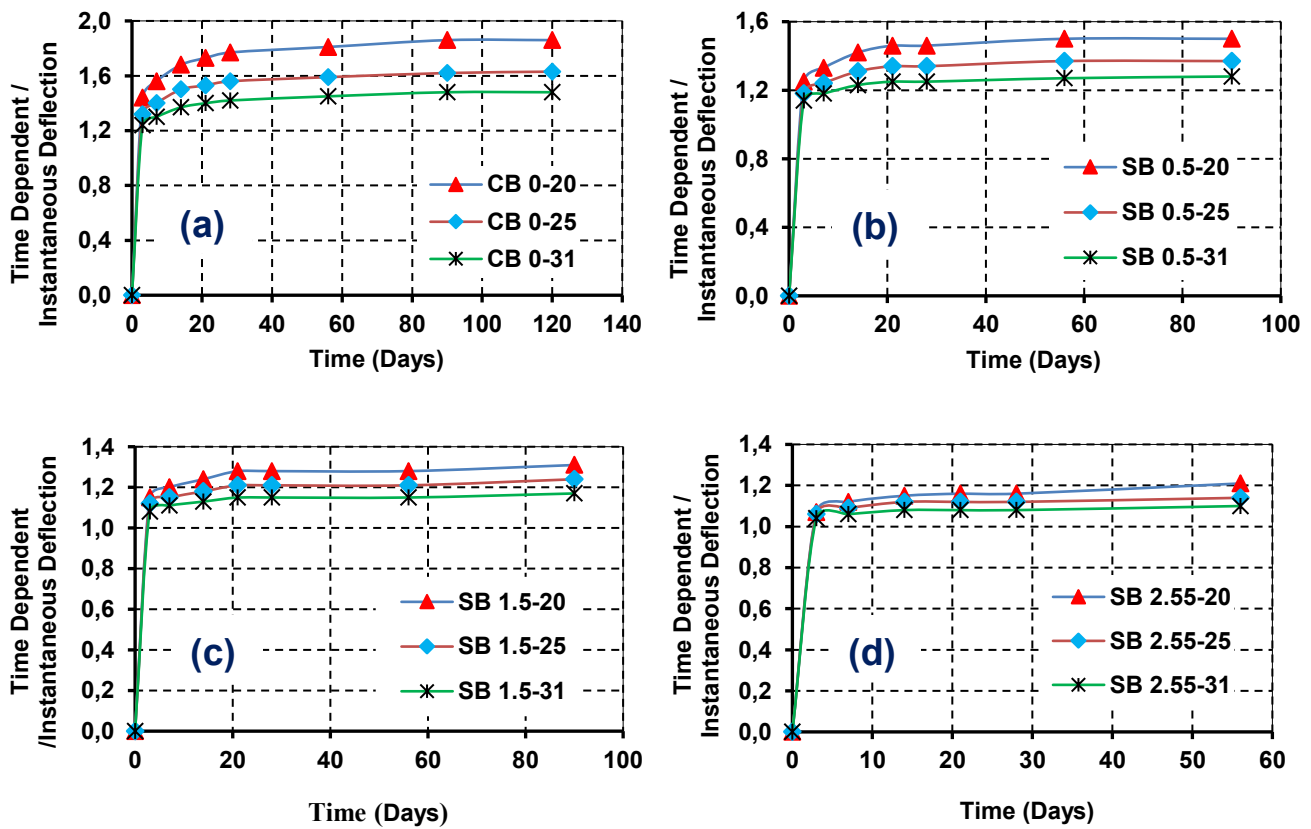 Time Dependent /
Instantaneous Deflection
2,0
1,6
1,2
0,8
0,4
0,0
(a)
CB 0-20
CB 0-25
CB 0-31
0 20 40 60 80 100 120 140
Time (Days)
Time Dependent /
Instantaneous Deflection
1,6
1,2
0,8
0,4
0,0
(b)
SB 0.5-20
SB 0.5-25
SB 0.5-31
0 20 40 60 80 100
Time (Days)
Time Dependent
/Instantaneous Deflection
1,4
1,2
1,0
0,8
0,6
0,4
0,2
0,0
(c)
SB 1.5-20
SB 1.5-25
SB 1.5-31
0 20 40 60 80 100
Time (Days)
Time Dependent /
Instantaneous Deflection
1,4
1,2
1,0
0,8
0,6
0,4
0,2
0,0
(d)
SB 2.55-20
SB 2.55-25
SB 2.55-31
0 10 20 30 40 50 60
Time (Days)